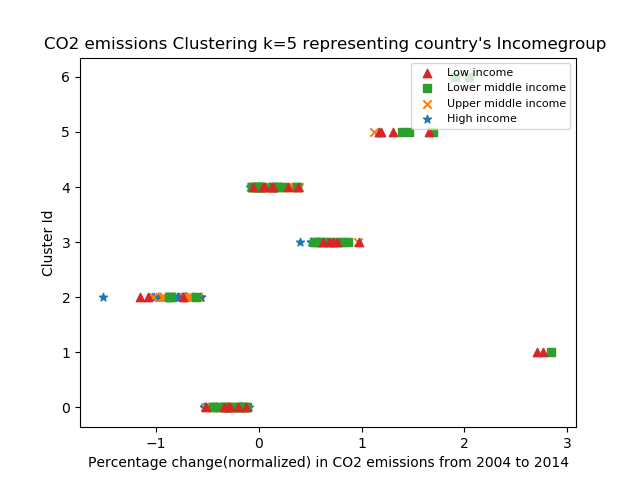 CO2 emissions Clustering k=5 representing country's Incomegroup
Low income
Lower middle income
Upper middle income
High income
6
5
4
3
2
1
0
Cluster Id
−1
0
1
2
3
Percentage change(normalized) in CO2 emissions from 2004 to 2014